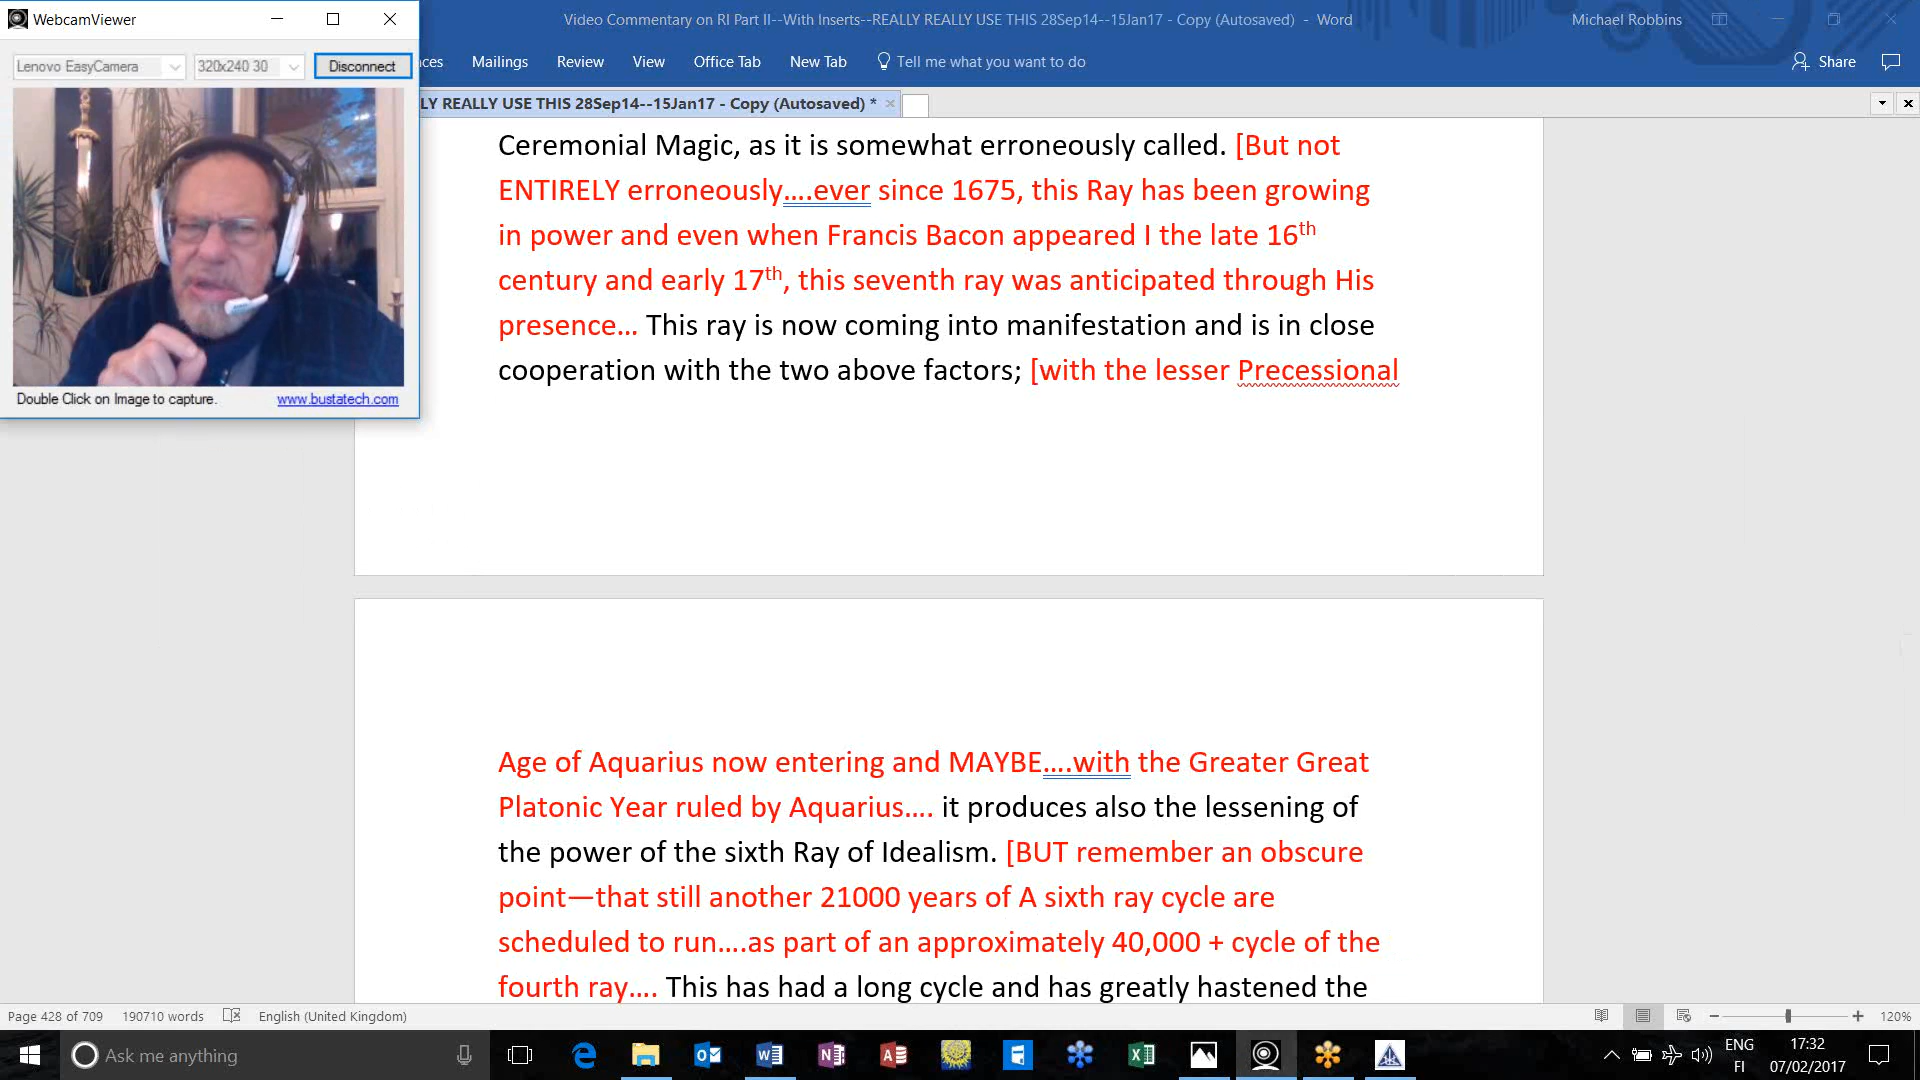 WebcamViewer
Lenovo EasyCamera 320x240 30 Disconnect
Double Click on Image to capture. www.bustatech.com
Video Commentary on RI Part II--With Inserts--REALLY REALLY USE THIS 28Sep14--15Jan17 - Copy (Autosaved) - Word Michael Robbins
nces Mailings Review View Office Tab New Tab Tell me what you want to do Share
LY REALLY USE THIS 28Sep14--15Jan17 - Copy (Autosaved) *
Ceremonial Magic, as it is somewhat erroneously called. [But not
ENTIRELY erroneously….ever since 1675, this Ray has been growing
in power and even when Francis Bacon appeared I the late 16th
century and early 17th, this seventh ray was anticipated through His
presence… This ray is now coming into manifestation and is in close
cooperation with the two above factors; [with the lesser Precessional
Age of Aquarius now entering and MAYBE….with the Greater Great
Platonic Year ruled by Aquarius…. it produces also the lessening of
the power of the sixth Ray of Idealism. [BUT remember an obscure
point—that still another 21000 years of A sixth ray cycle are
scheduled to run….as part of an approximately 40,000 + cycle of the
fourth ray…. This has had a long cycle and has greatly hastened the
Page 428 of 709 190710 words English (United Kingdom) 120%
Ask me anything
ENG 17:32
FI 07/02/2017